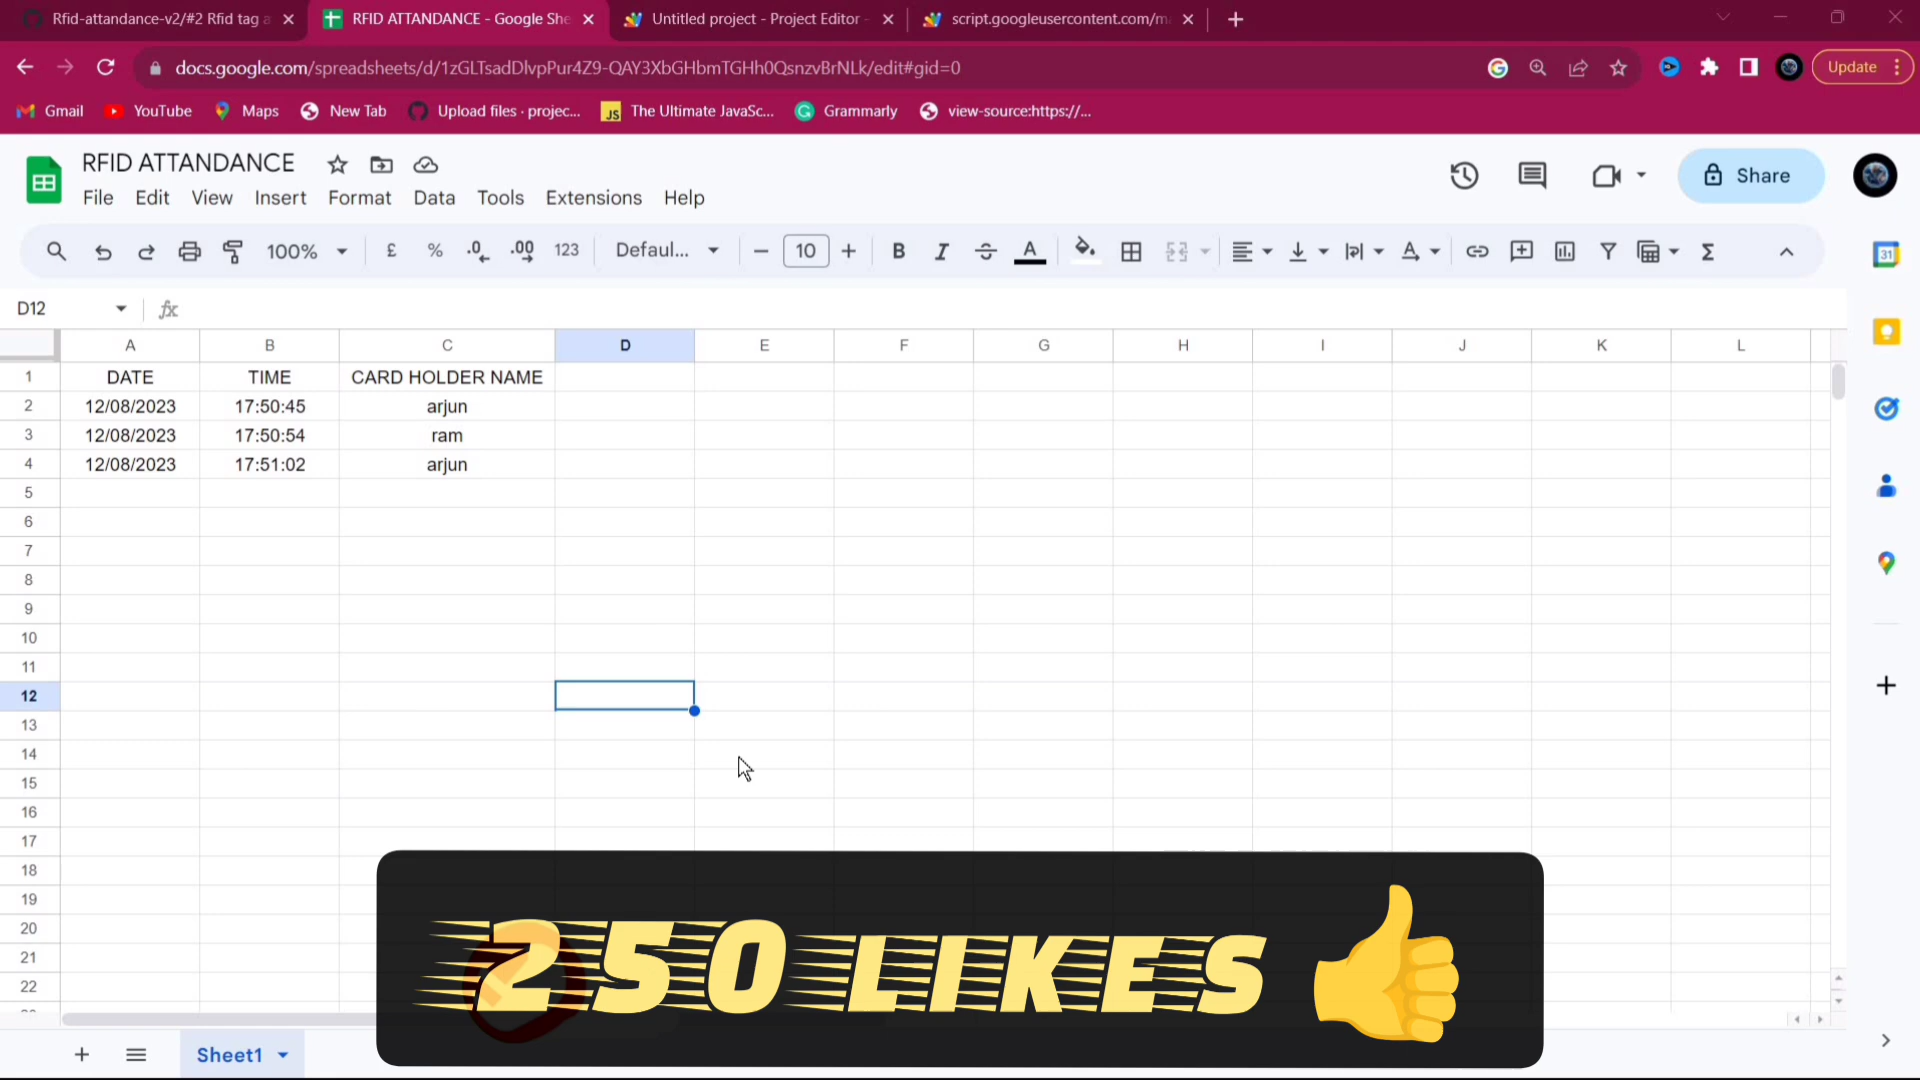 Rfid-attandance-v2/#2 Rfid tag a
RFID ATTANDANCE - Google She
Untitled project - Project Editor -
script.googleusercontent.com/m
docs.google.com/spreadsheets/d/1zGLTsadDlvpPur4Z9-QAY3XbGHbmTGHh0QsnzvBrNLk/edit#gid=0
Update
Gmail YouTube Maps New Tab Upload files · projec... JS The Ultimate JavaSc... Grammarly view-source:https://...
RFID ATTANDANCE
File Edit View Insert Format Data Tools Extensions Help
Share
100% £ % .0 .00 123 Defaul... 10 B I A Σ
31
D12 fx
A B C D E F G H I J K L
1 DATE TIME CARD HOLDER NAME
2 12/08/2023 17:50:45 arjun
3 12/08/2023 17:50:54 ram
4 12/08/2023 17:51:02 arjun
5
6
7
8
9
10
11
12
13
14
15
16
17
18
19
20
21
22
250 LIKES
Sheet1